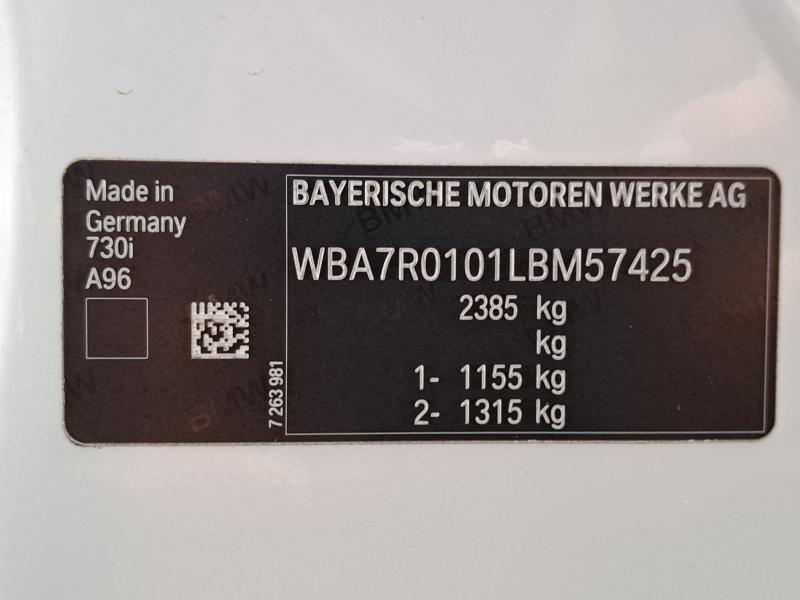 Made in
Germany
730i
A96
7 263 981
BAYERISCHE MOTOREN WERKE AG
WBA7R0101LBM57425
2385 kg
kg
1- 1155 kg
2- 1315 kg